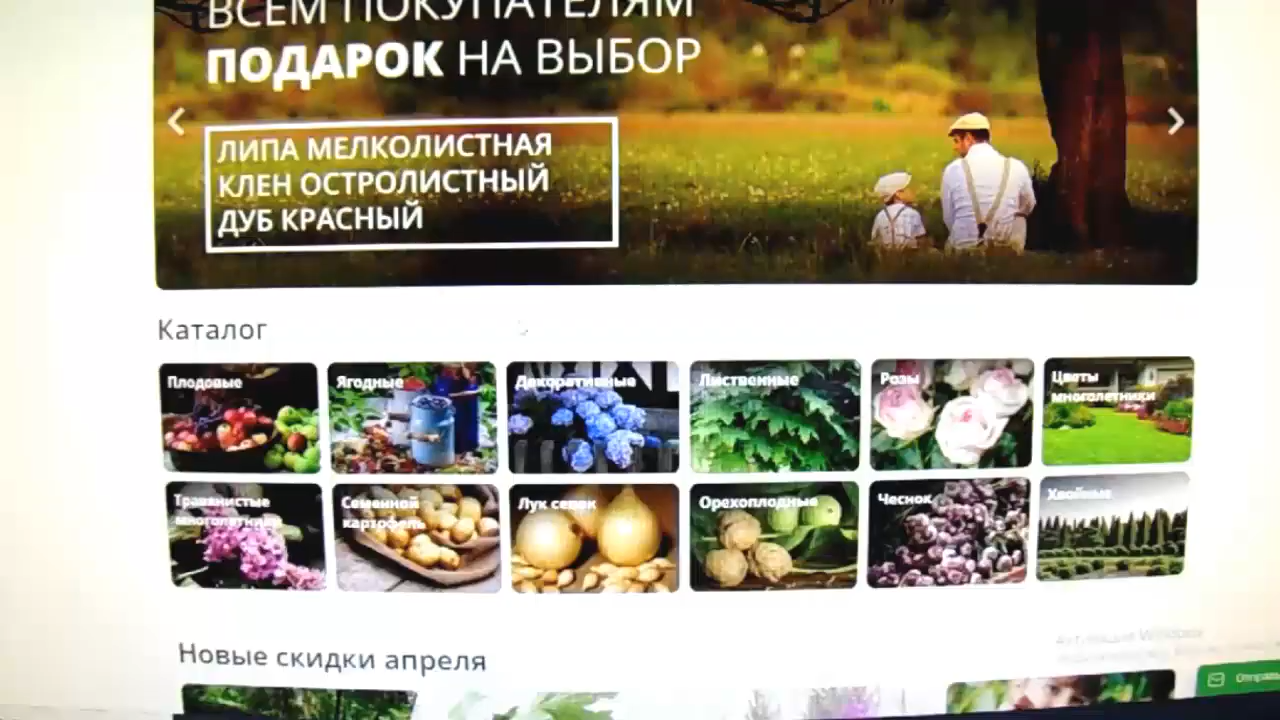 ВСЕМ ПОКУПАТЕЛЯМ
ПОДАРОК НА ВЫБОР
ЛИПА МЕЛКОЛИСТНАЯ
КЛЕН ОСТРОЛИСТНЫЙ
ДУБ КРАСНЫЙ
Каталог
Плодовые
Ягодные
Декоративные
Лиственные
Розы
Цветы
многолетники
Травянистые
многолетники
Семенной
картофель
Лук севок
Орехоплодные
Чеснок
Хвойные
Новые скидки апреля